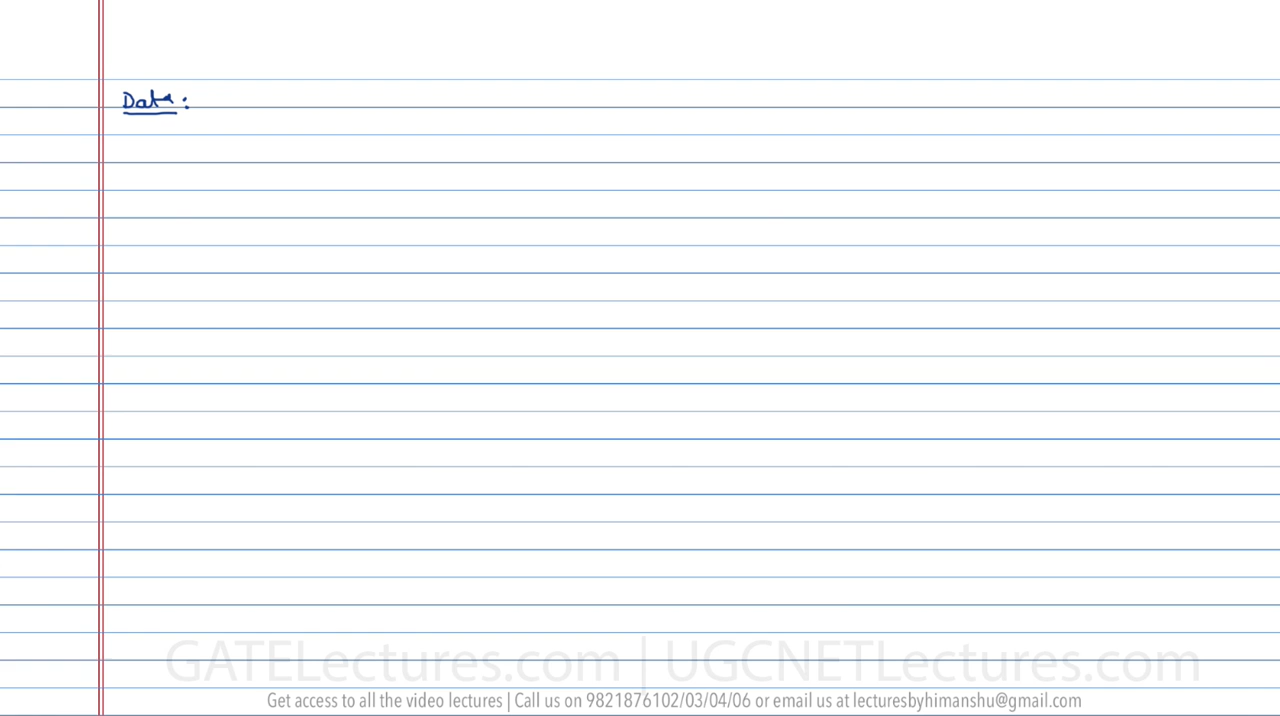 Data:
GATELectures.com | UGCNETLectures.com
Get access to all the video lectures | Call us on 9821876102/03/04/06 or email us at lecturesbyhimanshu@gmail.com